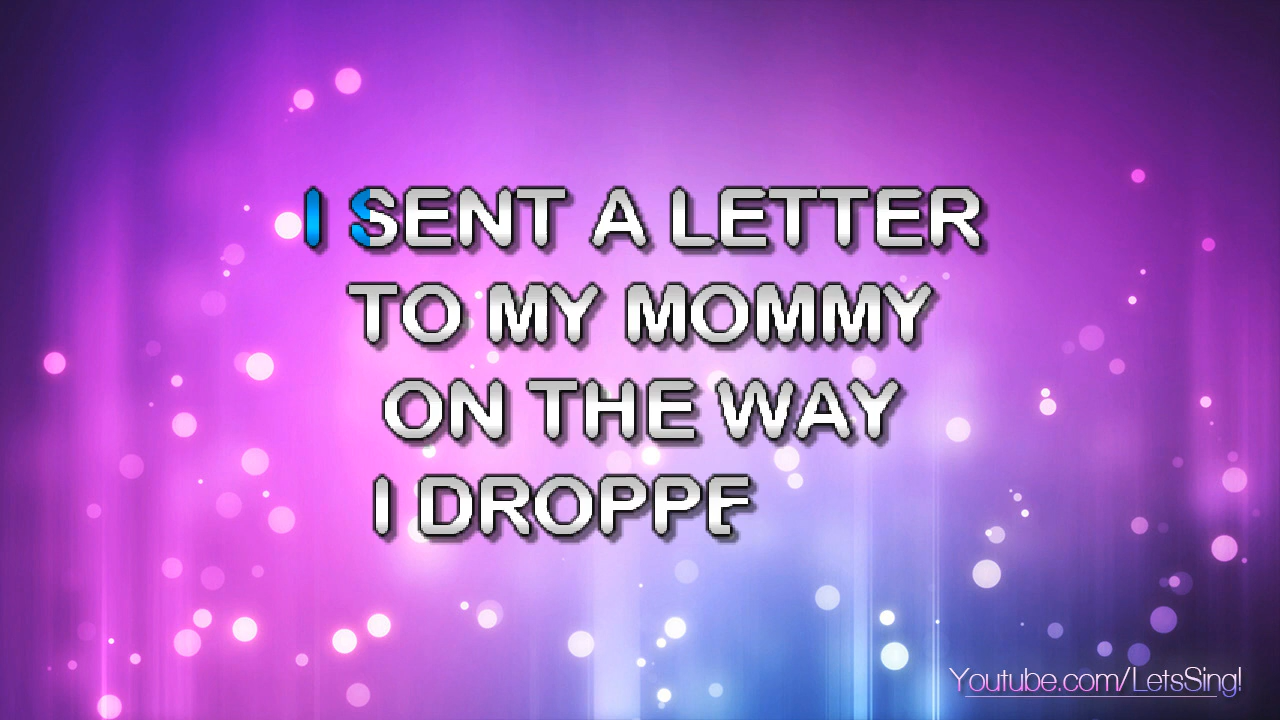 I SENT A LETTER
TO MY MOMMY
ON THE WAY
I DROPPE
Youtube.com/LetsSing!